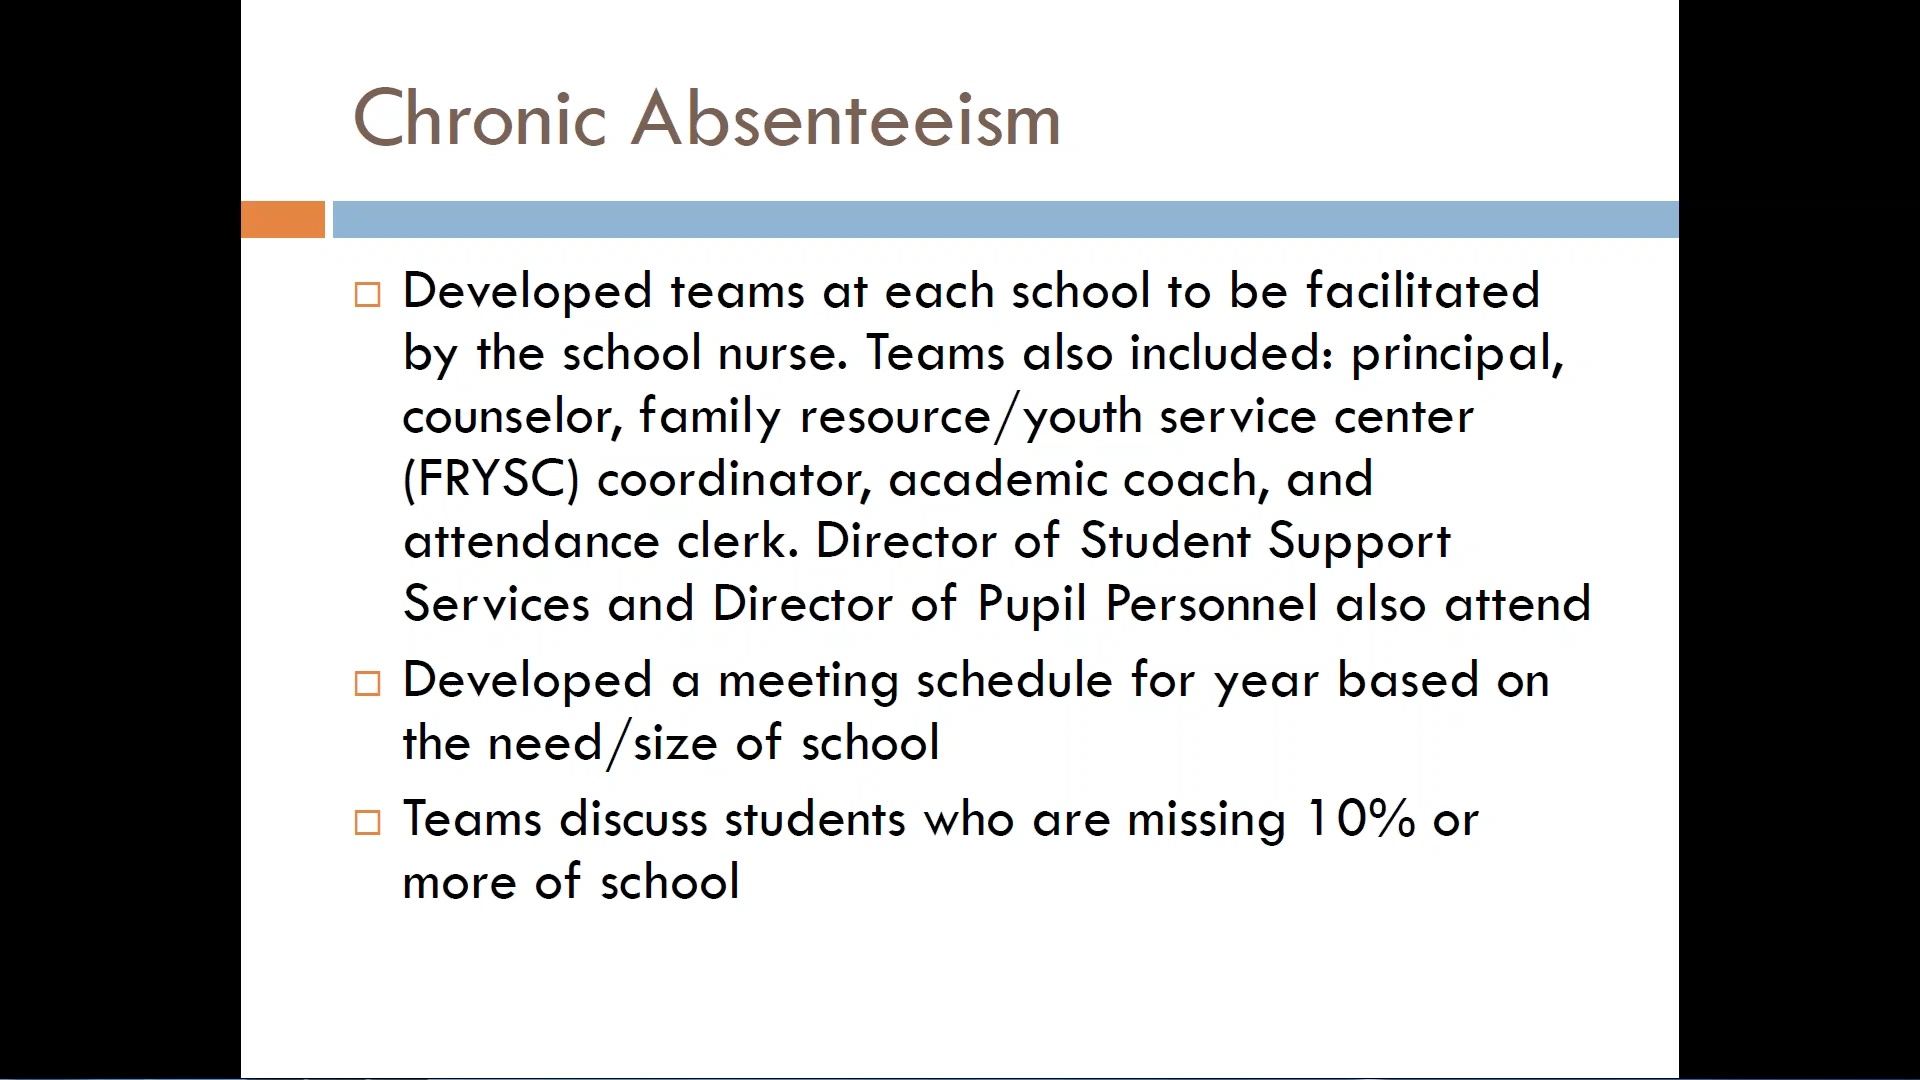 Chronic Absenteeism
Developed teams at each school to be facilitated
by the school nurse. Teams also included: principal,
counselor, family resource/youth service center
(FRYSC) coordinator, academic coach, and
attendance clerk. Director of Student Support
Services and Director of Pupil Personnel also attend
Developed a meeting schedule for year based on
the need/size of school
Teams discuss students who are missing 10% or
more of school